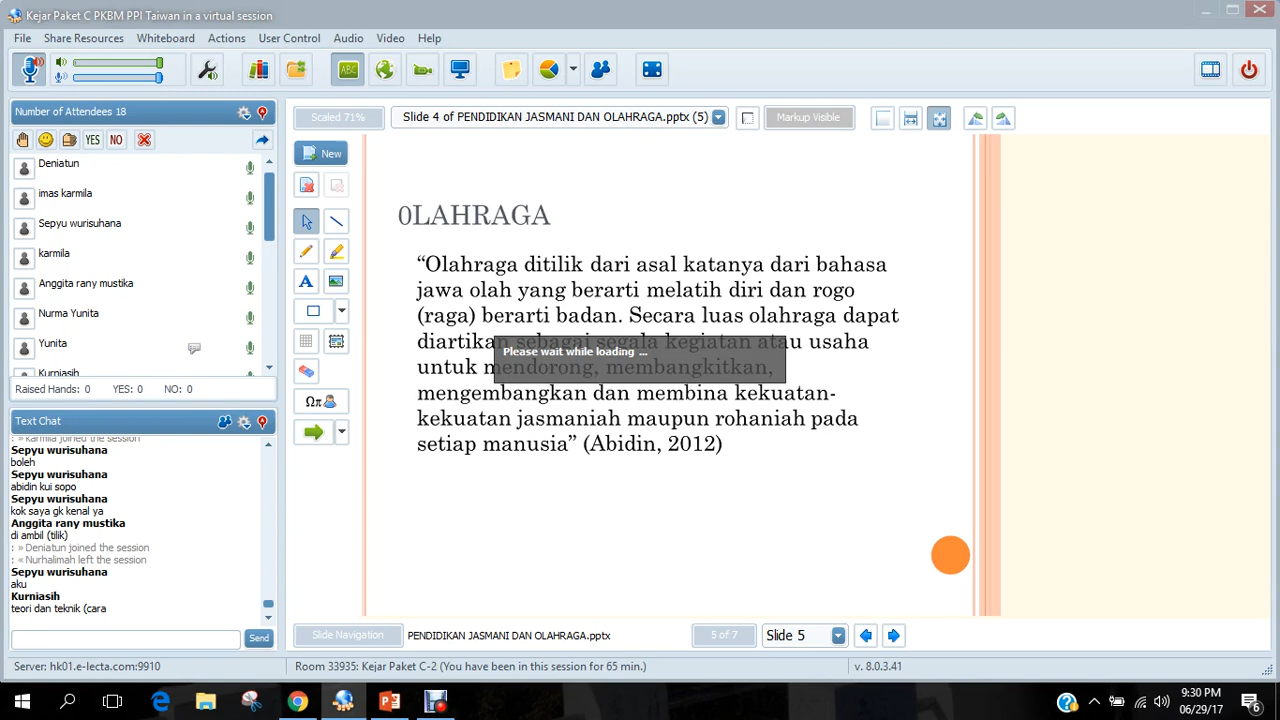 Kejar Paket C PKBM PPI Taiwan in a virtual session
File Share Resources Whiteboard Actions User Control Audio Video Help
ABC
Number of Attendees 18
YES NO
Deniatun
imas karmila
Sepyu wurisuhana
karmila
Anggita rany mustika
Nurma Yunita
Yunita
Kurniasih
Raised Hands: 0 YES: 0 NO: 0
Text Chat
: » Karmila joined the session
Sepyu wurisuhana
boleh
Sepyu wurisuhana
abidin kui sopo
Sepyu wurisuhana
kok saya gk kenal ya
Anggita rany mustika
di ambil (tilik)
: » Deniatun joined the session
: « Nurhalimah left the session
Sepyu wurisuhana
aku
Kurniasih
teori dan teknik (cara
Send
Scaled 71%
Slide 4 of PENDIDIKAN JASMANI DAN OLAHRAGA.pptx (5)
Markup Visible
New
A
Ωπ
0LAHRAGA
“Olahraga ditilik dari asal katanya dari bahasa
jawa olah yang berarti melatih diri dan rogo
(raga) berarti badan. Secara luas olahraga dapat
diartikan sebagai segala kegiatan atau usaha
untuk mendorong, membangkitkan,
mengembangkan dan membina kekuatan-
kekuatan jasmaniah maupun rohaniah pada
setiap manusia” (Abidin, 2012)
Please wait while loading ...
Slide Navigation
PENDIDIKAN JASMANI DAN OLAHRAGA.pptx
5 of 7
Slide 5
Server: hk01.e-lecta.com:9910
Room 33935: Kejar Paket C-2 (You have been in this session for 65 min.)
v. 8.0.3.41
9:30 PM
06/29/17
6